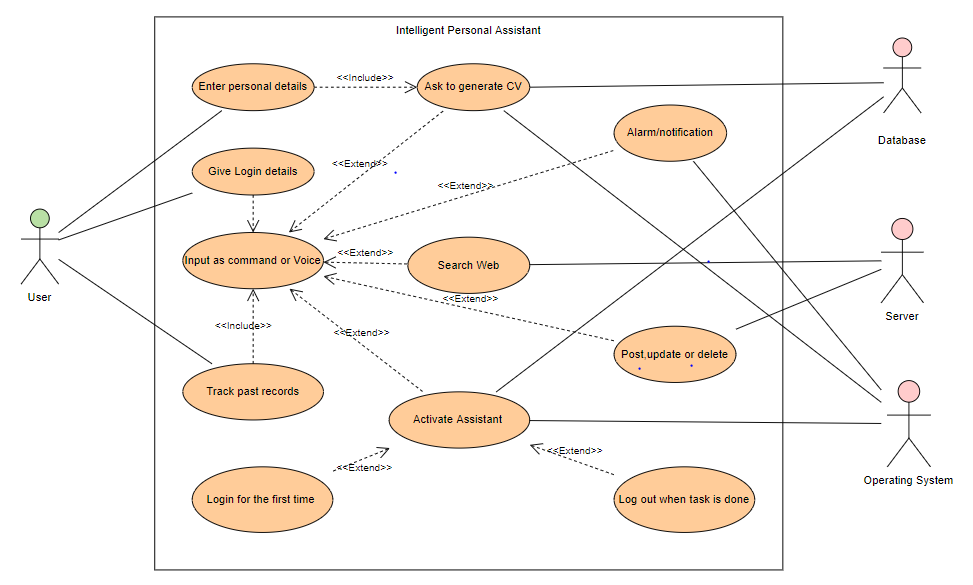 Intelligent Personal Assistant
Enter personal details
<<Include>>
Ask to generate CV
Database
Alarm/notification
Give Login details
<<Extend>>
<<Extend>>
Input as command or Voice
<<Extend>>
Search Web
User
<<Extend>>
Server
<<Include>>
<<Extend>>
Post,update or delete
Track past records
Activate Assistant
<<Extend>>
<<Extend>>
Operating System
Login for the first time
Log out when task is done